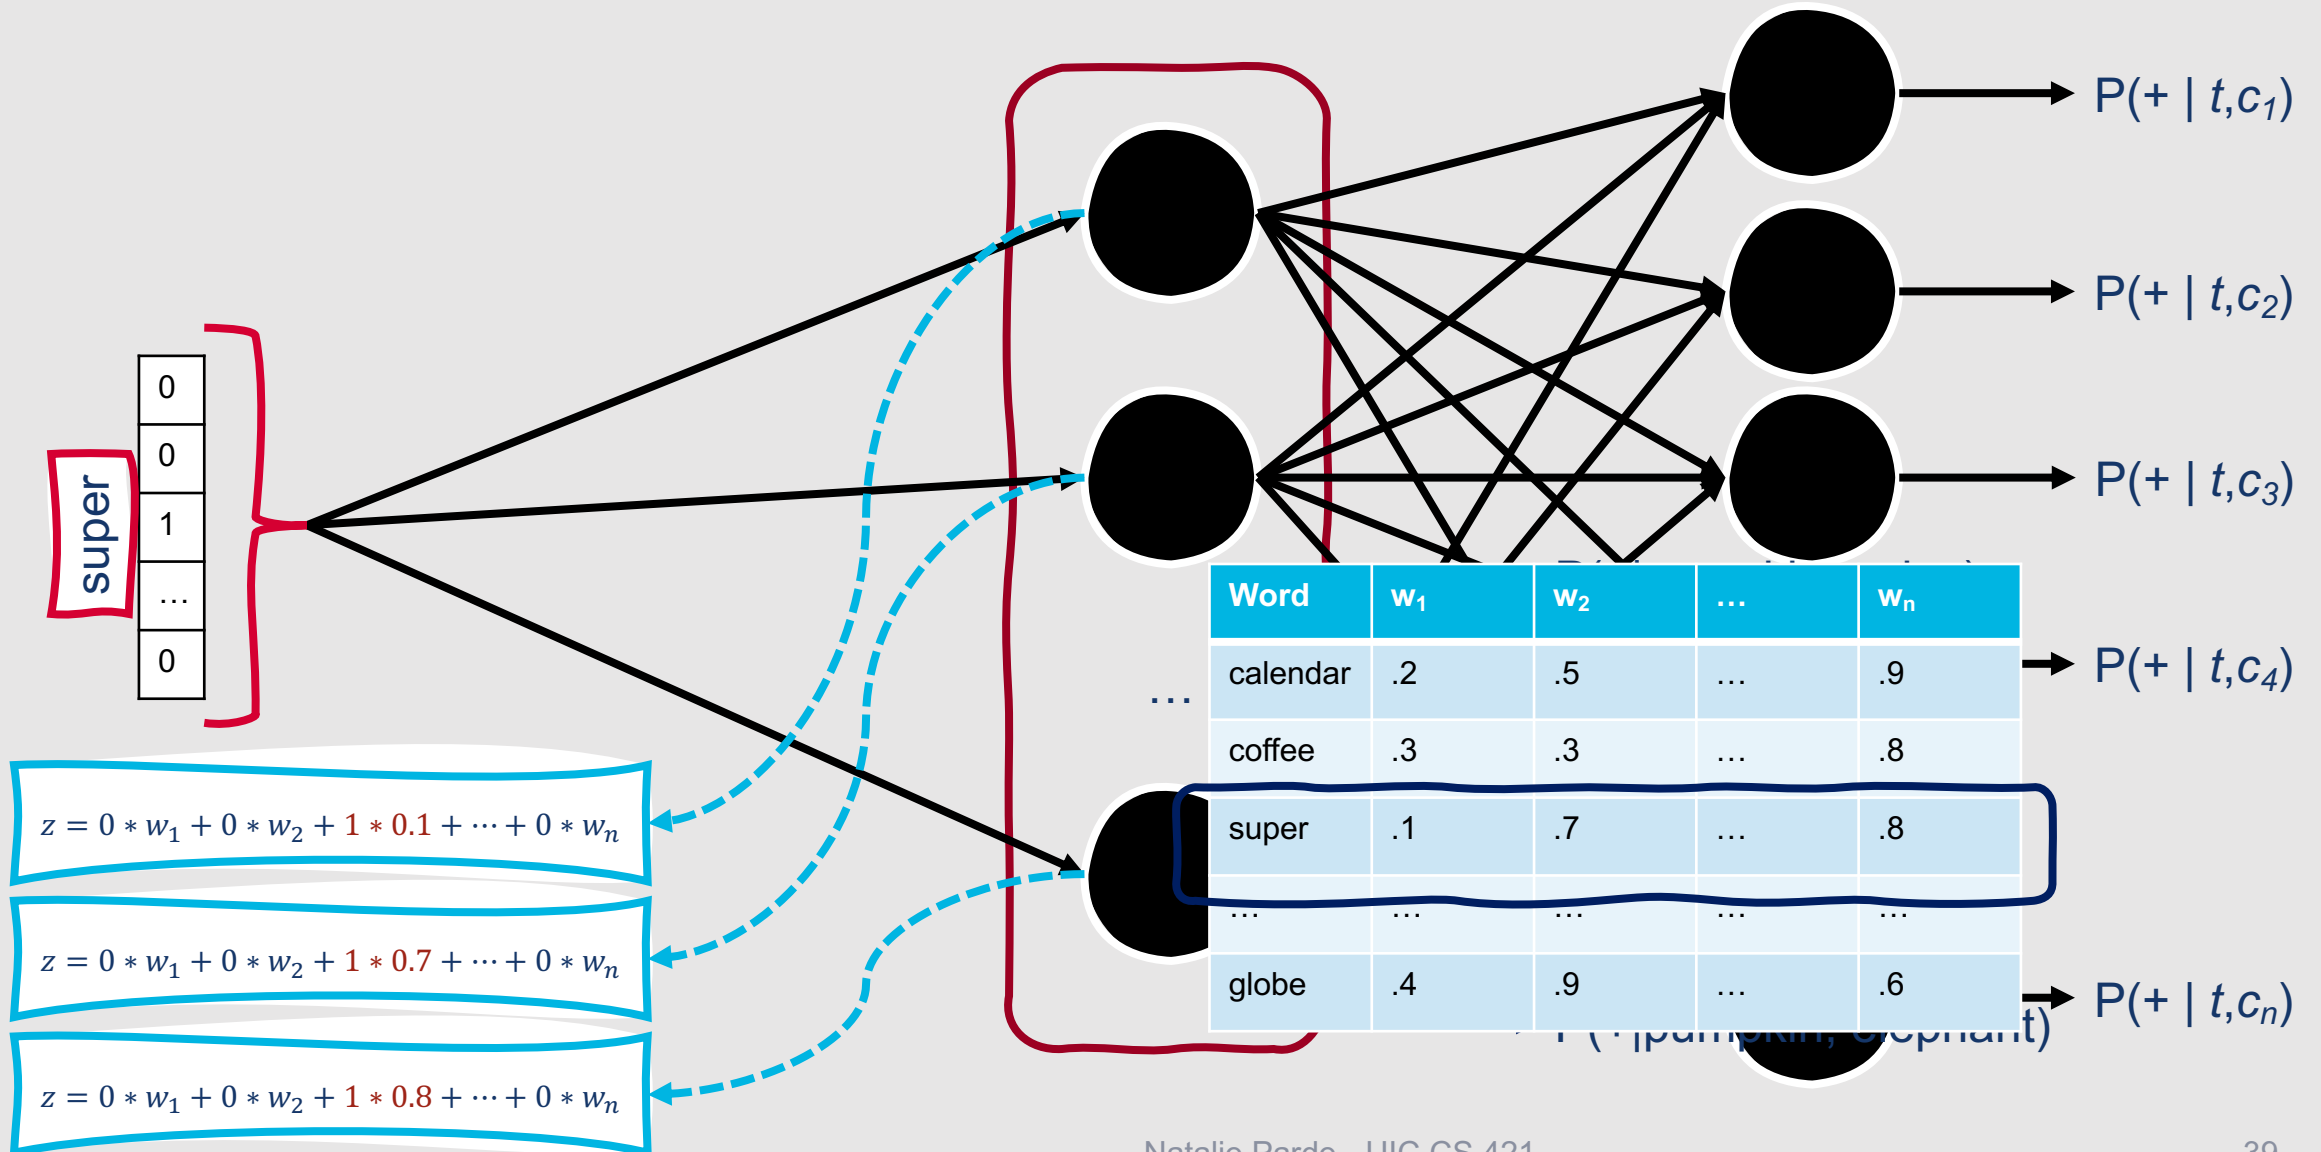 P(+ | t,c1)
P(+ | t,c2)
P(+ | t,c3)
P(+ | t,c4)
P(+ | t,cn)
super
0
0
1
…
0
…
Word w1 w2 … wn
calendar .2 .5 … .9
coffee .3 .3 … .8
super .1 .7 … .8
… … … … …
globe .4 .9 … .6
P(+|pumpkin, elephant)
z = 0 ∗ w1 + 0 ∗ w2 + 1 ∗ 0.1 + ⋯ + 0 ∗ wn
z = 0 ∗ w1 + 0 ∗ w2 + 1 ∗ 0.7 + ⋯ + 0 ∗ wn
z = 0 ∗ w1 + 0 ∗ w2 + 1 ∗ 0.8 + ⋯ + 0 ∗ wn
Natalie Parde - UIC CS 421
39